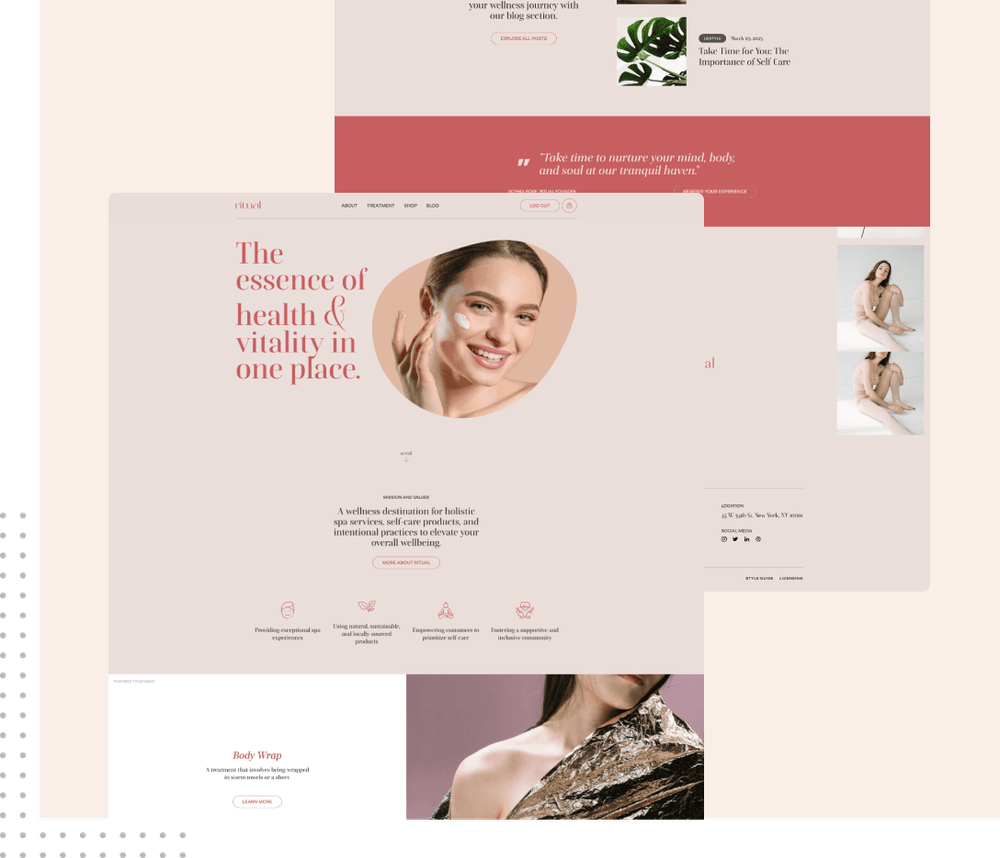 your wellness journey with
our blog section.
EXPLORE ALL POSTS
LIFESTYLE March 25, 2023
Take Time for You: The
Importance of Self-Care
"
"Take time to nurture your mind, body,
and soul at our tranquil haven."
RITUAL FOUNDER
RESERVE YOUR EXPERIENCE
ritual
ABOUT TREATMENT SHOP BLOG
LOG OUT
The
essence of
health &
vitality in
one place.
scroll
MISSION AND VALUES
A wellness destination for holistic
spa services, self-care products, and
intentional practices to elevate your
overall wellbeing.
MORE ABOUT RITUAL
Providing exceptional spa
experiences
Using natural, sustainable,
and locally sourced
products
Empowering customers to
prioritize self-care
Fostering a supportive and
inclusive community
FEATURED TREATMENT
Body Wrap
A treatment that involves being wrapped
in warm towels or a sheet.
LEARN MORE
al
LOCATION
W 34th St, New York, NY
SOCIAL MEDIA
STYLE GUIDE LICENSING